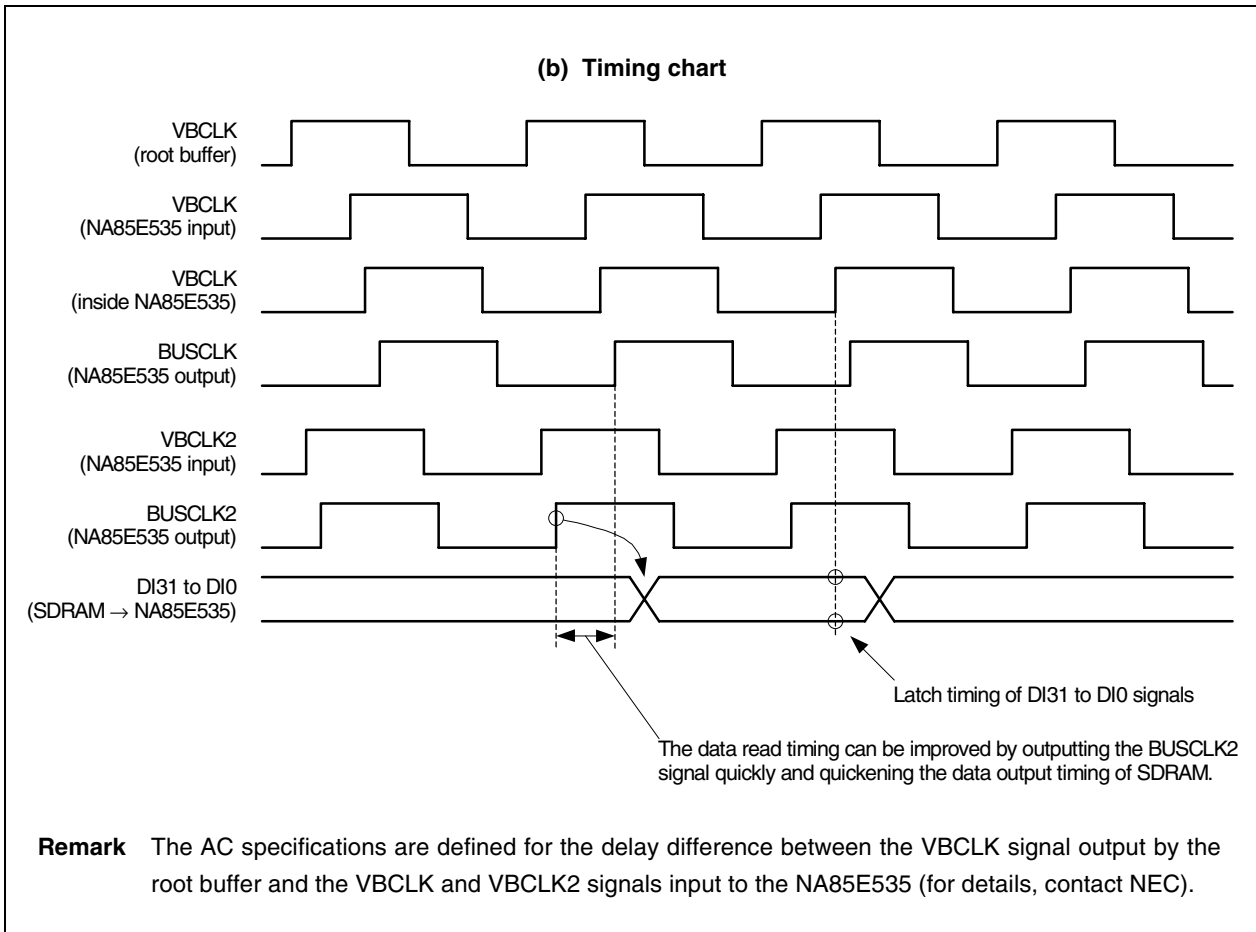 (b) Timing chart
VBCLK
(root buffer)
VBCLK
(NA85E535 input)
VBCLK
(inside NA85E535)
BUSCLK
(NA85E535 output)
VBCLK2
(NA85E535 input)
BUSCLK2
(NA85E535 output)
DI31 to DI0
(SDRAM → NA85E535)
Latch timing of DI31 to DI0 signals
The data read timing can be improved by outputting the BUSCLK2
signal quickly and quickening the data output timing of SDRAM.
Remark The AC specifications are defined for the delay difference between the VBCLK signal output by the
root buffer and the VBCLK and VBCLK2 signals input to the NA85E535 (for details, contact NEC).